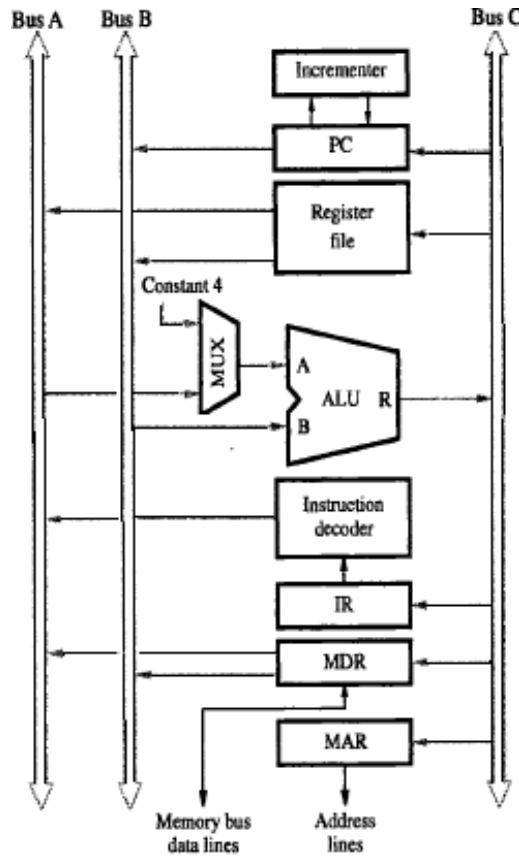 Bus A
Bus B
Bus C
Incrementer
PC
Register
file
Constant 4
MUX
A
ALU
R
B
Instruction
decoder
IR
MDR
MAR
Memory bus
data lines
Address
lines